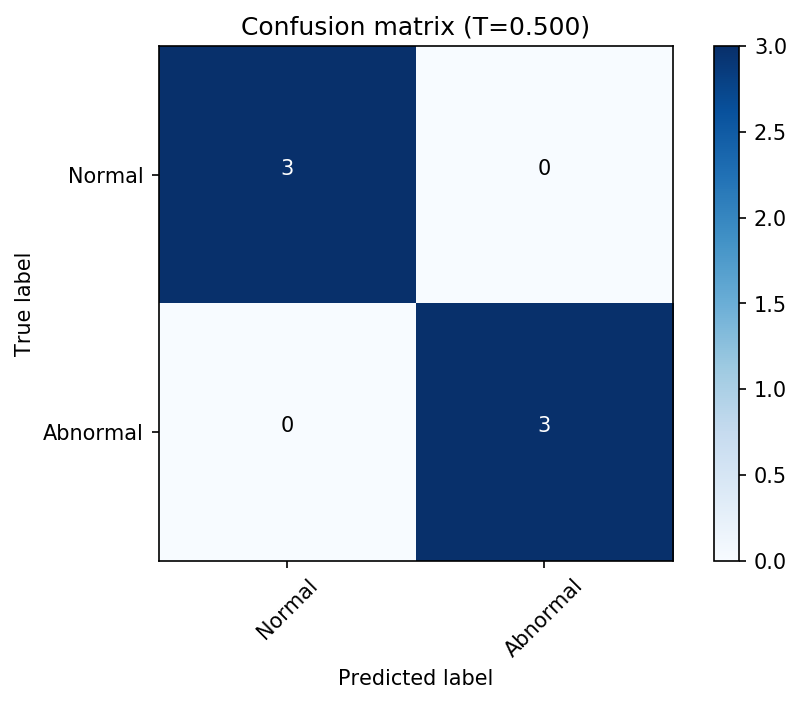 Confusion matrix (T=0.500)
True label
Normal
Abnormal
3
0
0
3
Normal
Abnormal
Predicted label
3.0
2.5
2.0
1.5
1.0
0.5
0.0